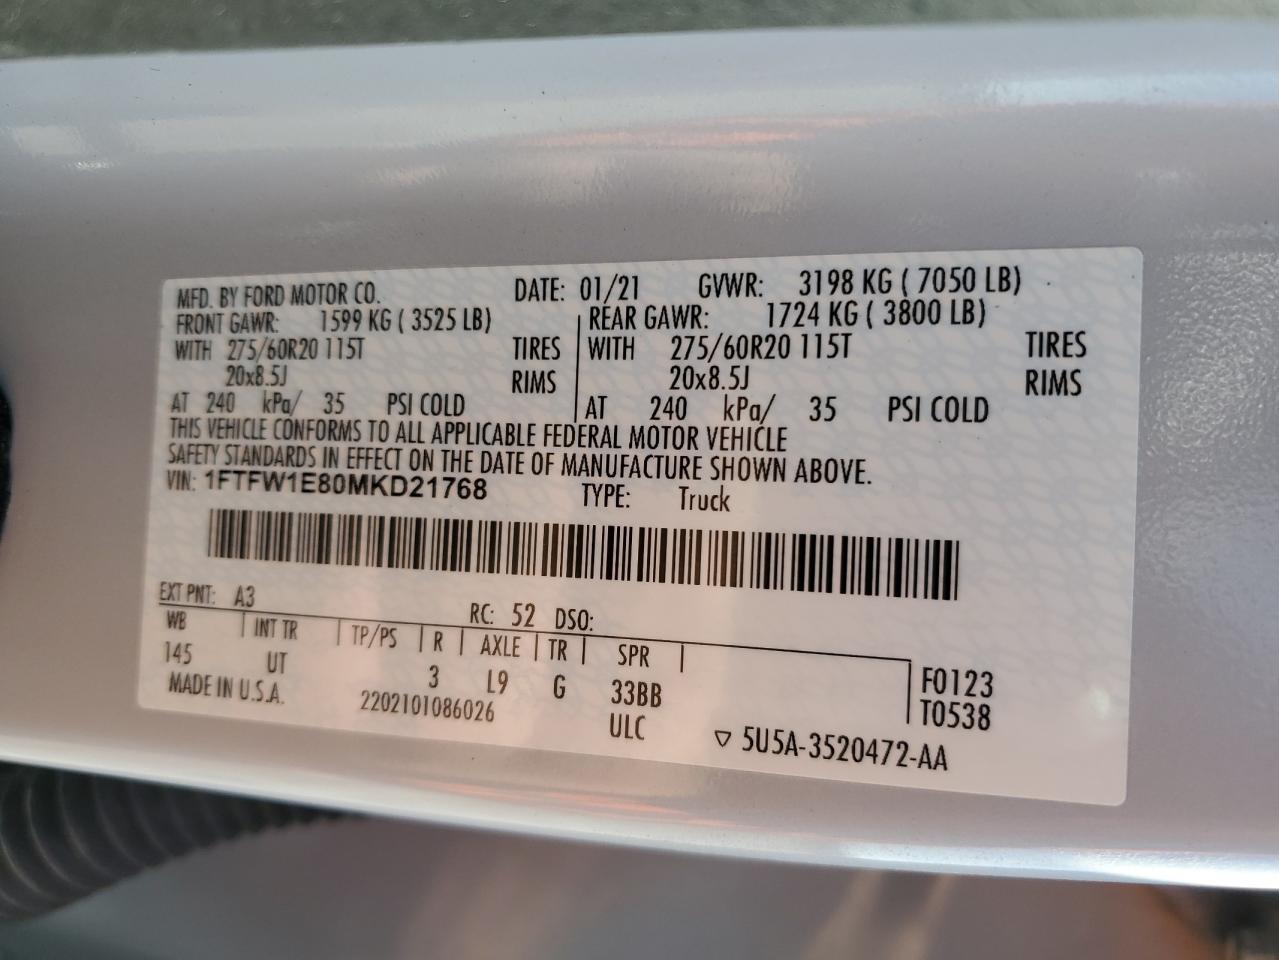 MFD. BY FORD MOTOR CO. DATE: 01/21 GVWR: 3198 KG ( 7050 LB)
FRONT GAWR: 1599 KG ( 3525 LB) REAR GAWR: 1724 KG ( 3800 LB)
WITH 275/60R20 115T TIRES WITH 275/60R20 115T TIRES
20x8.5J RIMS 20x8.5J RIMS
AT 240 kPa/ 35 PSI COLD AT 240 kPa/ 35 PSI COLD
THIS VEHICLE CONFORMS TO ALL APPLICABLE FEDERAL MOTOR VEHICLE
SAFETY STANDARDS IN EFFECT ON THE DATE OF MANUFACTURE SHOWN ABOVE.
VIN: 1FTFW1E80MKD21768 TYPE: Truck
EXT PNT: A3 RC: 52 DSO:
WB INT TR TP/PS R AXLE TR SPR
145 UT 3 L9 G 33BB F0123
MADE IN U.S.A. 2202101086026 ULC T0538
5U5A-3520472-AA